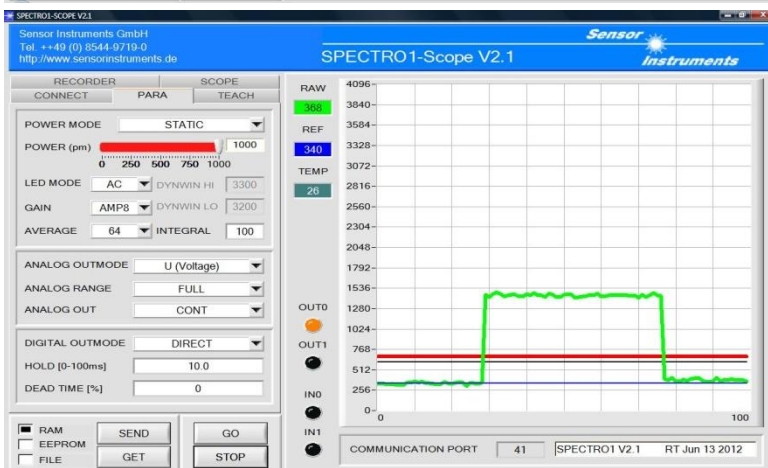 SPECTRO1-SCOPE V2.1
Sensor Instruments GmbH
Tel. ++49 (0) 8544-9719-0
http://www.sensorinstruments.de
SPECTRO1-Scope V2.1
Sensor
Instruments
RECORDER SCOPE
CONNECT PARA TEACH
POWER MODE STATIC
POWER (pm) 1000
0 250 500 750 1000
LED MODE AC DYNWIN HI 3300
GAIN AMP8 DYNWIN LO 3200
AVERAGE 64 INTEGRAL 100
ANALOG OUTMODE U (Voltage)
ANALOG RANGE FULL
ANALOG OUT CONT
DIGITAL OUTMODE DIRECT
HOLD [0-100ms] 10.0
DEAD TIME [%] 0
RAM
EEPROM
FILE
SEND GO
GET STOP
RAW
368
REF
340
TEMP
26
OUT0
OUT1
IN0
IN1
4096-
3840-
3584-
3328-
3072-
2816-
2560-
2304-
2048-
1792-
1536-
1280-
1024-
768-
512-
256-
0-
0 100
COMMUNICATION PORT 41 SPECTRO1 V2.1 RT Jun 13 2012